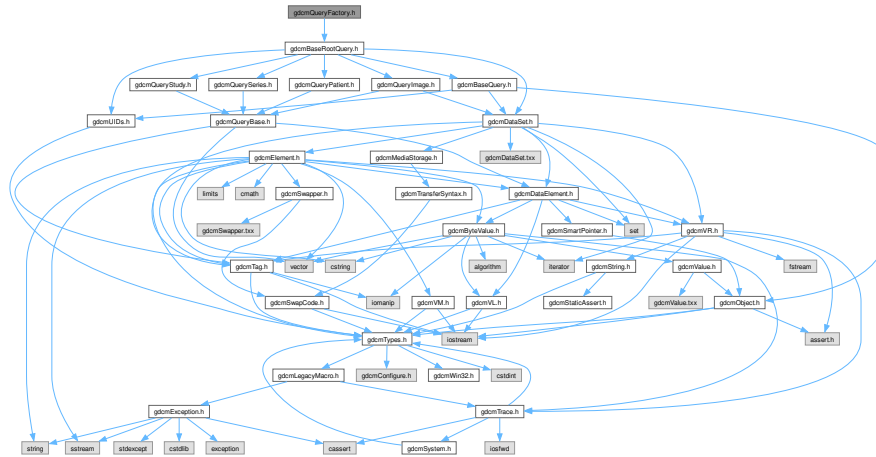 gdcmQueryFactory.h
gdcmBaseRootQuery.h
gdcmQueryStudy.h
gdcmQuerySeries.h
gdcmQueryPatient.h
gdcmQueryImage.h
gdcmBaseQuery.h
gdcmUIDs.h
gdcmQueryBase.h
gdcmDataSet.h
gdcmElement.h
gdcmMediaStorage.h
gdcmDataSet.txx
limits
cmath
gdcmSwapper.h
gdcmTransferSyntax.h
gdcmDataElement.h
gdcmSwapper.txx
gdcmByteValue.h
gdcmSmartPointer.h
set
gdcmVR.h
gdcmTag.h
vector
cstring
algorithm
iterator
gdcmString.h
gdcmValue.h
fstream
gdcmSwapCode.h
iomanip
gdcmVM.h
gdcmVL.h
gdcmStaticAssert.h
gdcmValue.txx
gdcmObject.h
gdcmTypes.h
iostream
assert.h
gdcmLegacyMacro.h
gdcmConfigure.h
gdcmWin32.h
cstdint
gdcmException.h
gdcmTrace.h
string
sstream
stdexcept
cstdlib
exception
cassert
gdcmSystem.h
iosfwd